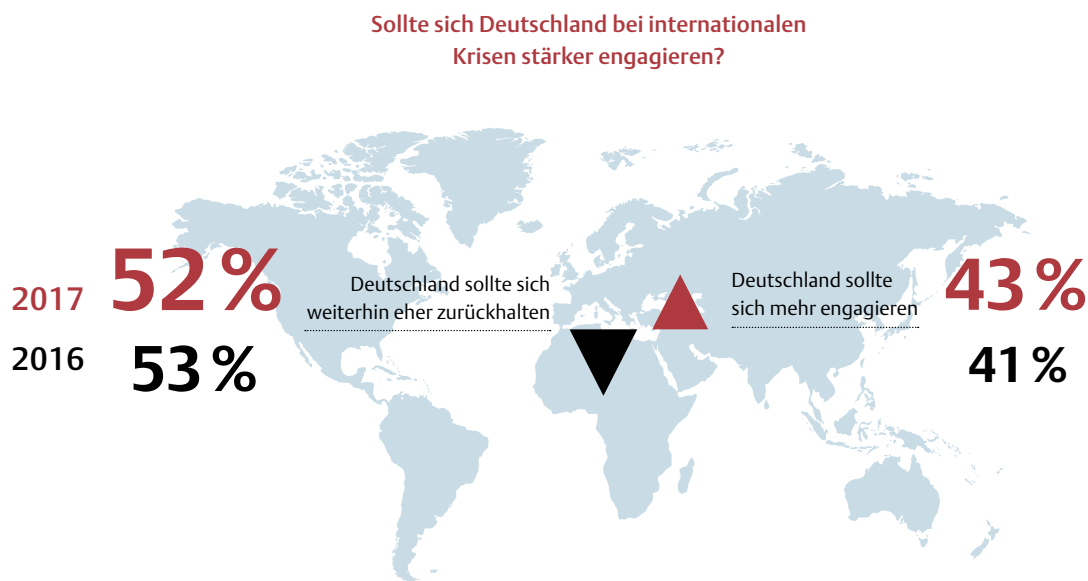 Sollte sich Deutschland bei internationalen
Krisen stärker engagieren?
2017
52 %
Deutschland sollte sich
weiterhin eher zurückhalten
Deutschland sollte
sich mehr engagieren
43 %
2016
53 %
41 %